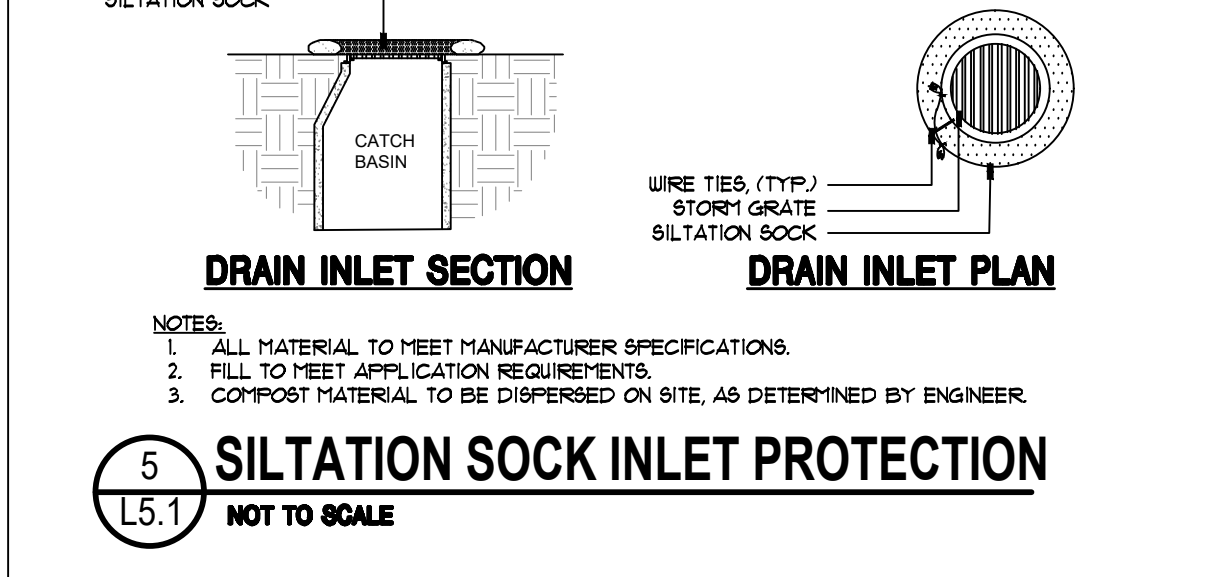 SILTATION SOCK
CATCH
BASIN
WIRE TIES, (TYP.)
STORM GRATE
SILTATION SOCK
DRAIN INLET SECTION
DRAIN INLET PLAN
NOTES:
1. ALL MATERIAL TO MEET MANUFACTURER SPECIFICATIONS.
2. FILL TO MEET APPLICATION REQUIREMENTS.
3. COMPOST MATERIAL TO BE DISPERSED ON SITE, AS DETERMINED BY ENGINEER.
5
L5.1
SILTATION SOCK INLET PROTECTION
NOT TO SCALE